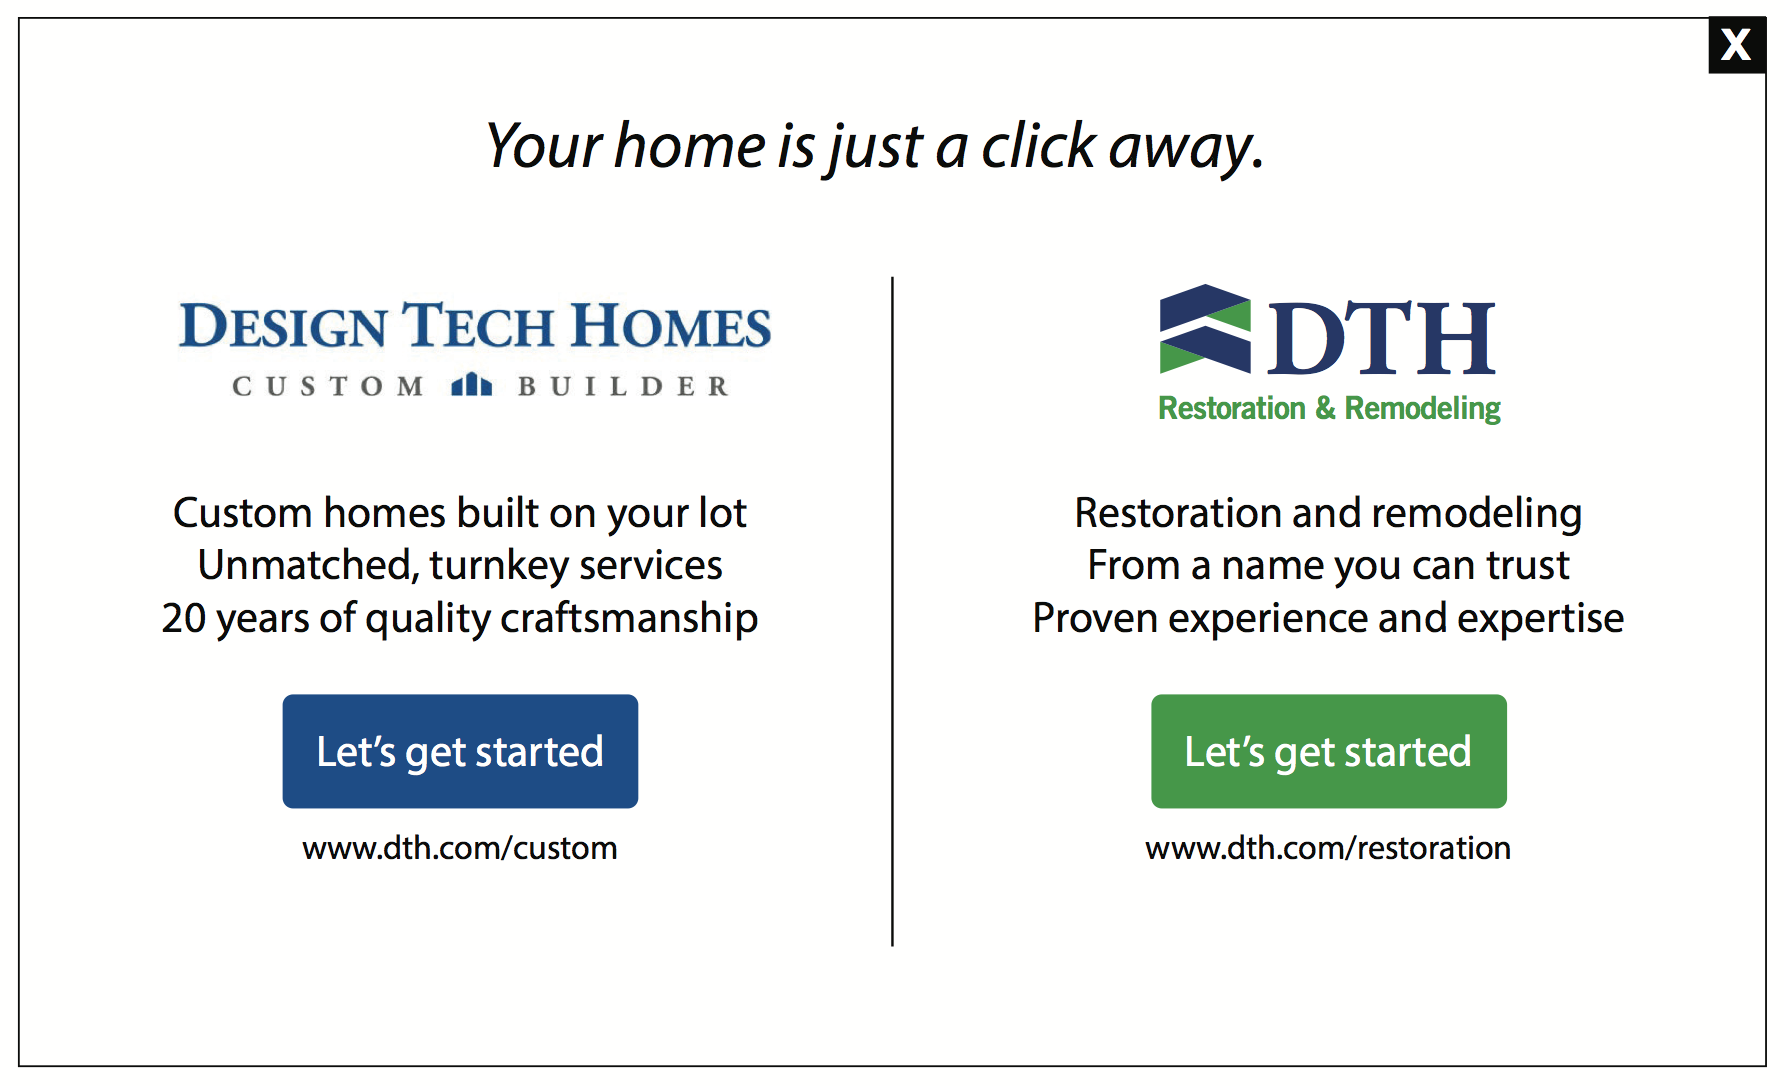 X
Your home is just a click away.
DESIGN TECH HOMES
CUSTOM BUILDER
Custom homes built on your lot
Unmatched, turnkey services
20 years of quality craftsmanship
Let’s get started
www.dth.com/custom
DTH
Restoration & Remodeling
Restoration and remodeling
From a name you can trust
Proven experience and expertise
Let’s get started
www.dth.com/restoration